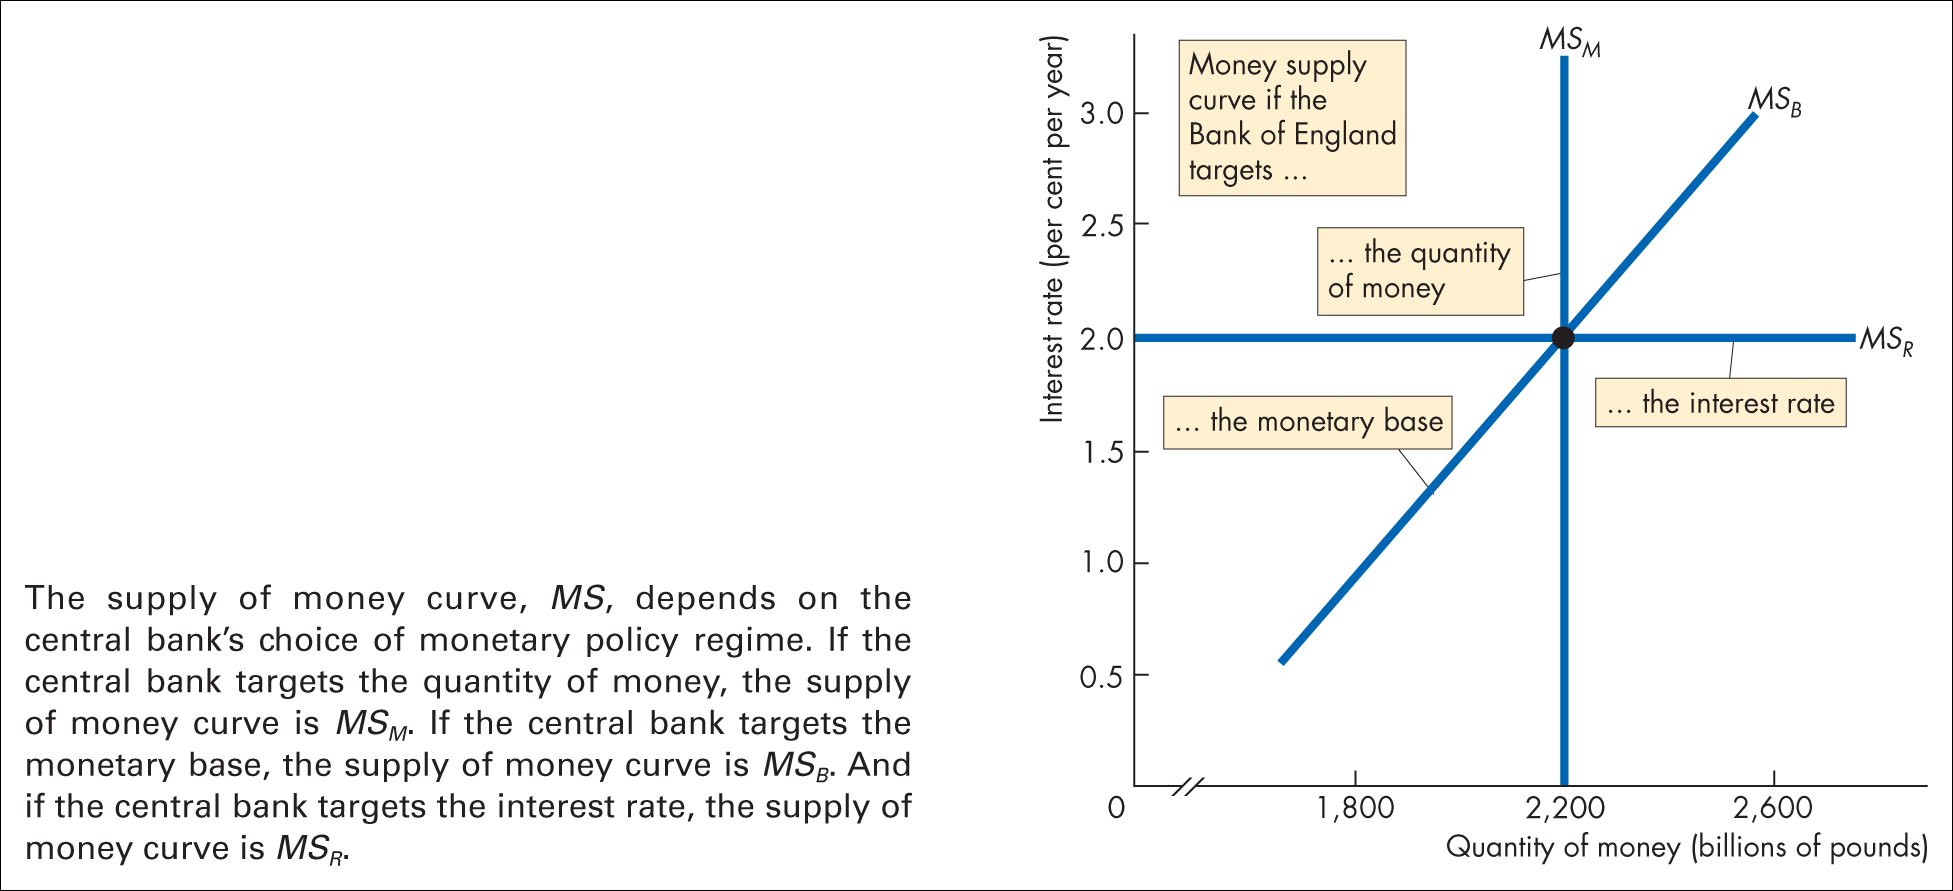 The supply of money curve, MS, depends on the
central bank’s choice of monetary policy regime. If the
central bank targets the quantity of money, the supply
of money curve is MSM. If the central bank targets the
monetary base, the supply of money curve is MSB. And
if the central bank targets the interest rate, the supply of
money curve is MSR.
Interest rate (per cent per year)
3.0
2.5
2.0
1.5
1.0
0.5
0
Money supply
curve if the
Bank of England
targets …
MSM
MSB
… the quantity
of money
MSR
… the interest rate
… the monetary base
1,800
2,200
2,600
Quantity of money (billions of pounds)